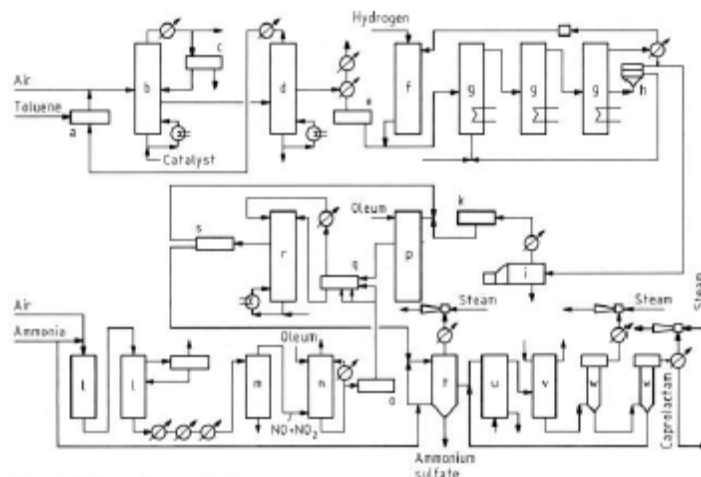 Hydrogen
Air
Toluene
a
b
c
d
e
f
g
g
g
h
Catalyst
Oleum
k
s
r
q
p
i
Air
Ammonia
Steam
Steam
Steam
Oleum
l
l
m
n
o
NO+NO₂
t
u
v
w
w
Caprolactam
Ammonium
sulfate